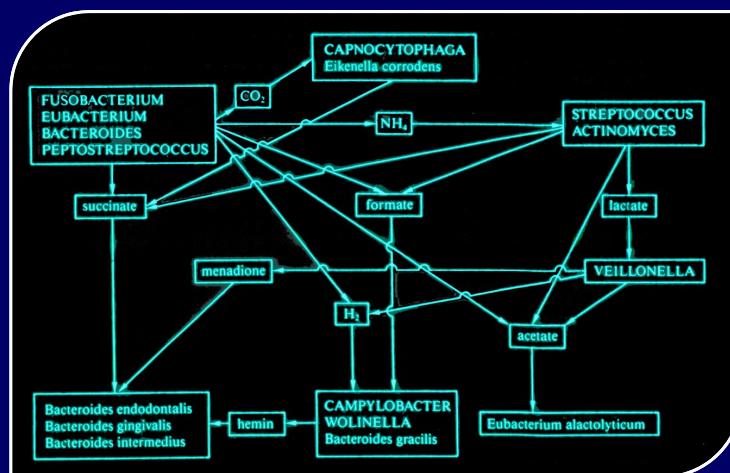 CAPNOCYTOPHAGA
Eikenella corrodens
CO₂
FUSOBACTERIUM
EUBACTERIUM
BACTEROIDES
PEPTOSTREPTOCOCCUS
NH₄
STREPTOCOCCUS
ACTINOMYCES
succinate
formate
lactate
menadione
VEILLONELLA
H₂
acetate
Bacteroides endodontalis
Bacteroides gingivalis
Bacteroides intermedius
hemin
CAMPYLOBACTER
WOLINELLA
Bacteroides gracilis
Eubacterium alactolyticum